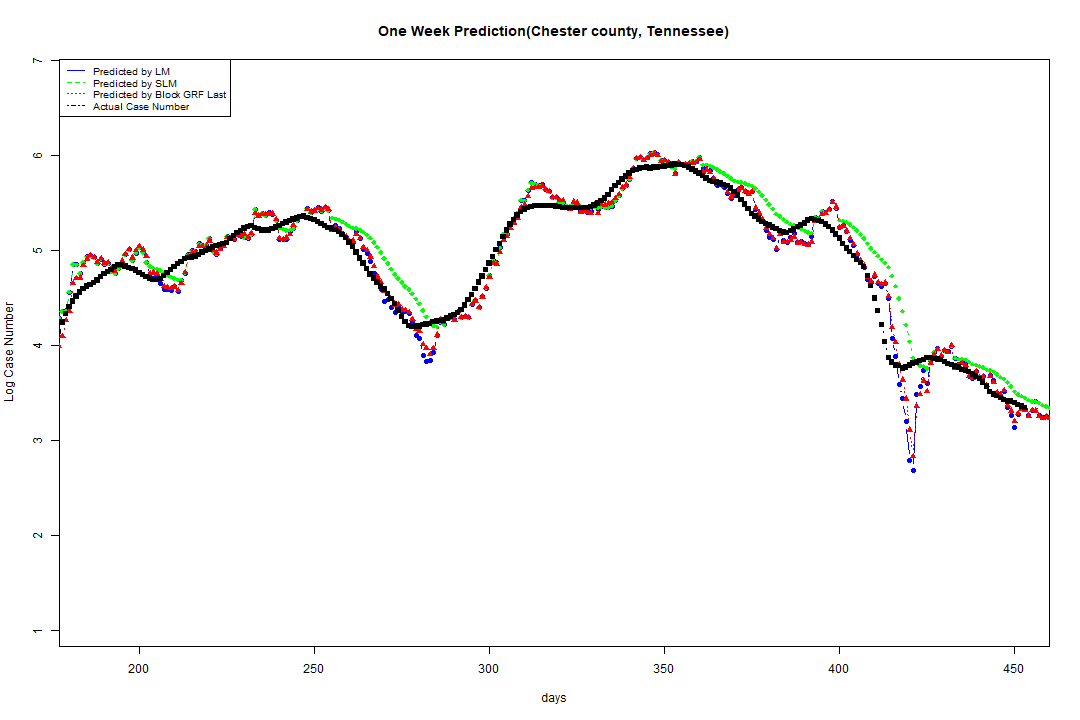 One Week Prediction(Chester county, Tennessee)
Predicted by LM
Predicted by SLM
Predicted by Block GRF Last
Actual Case Number
Log Case Number
7
6
5
4
3
2
1
200 250 300 350 400 450
days